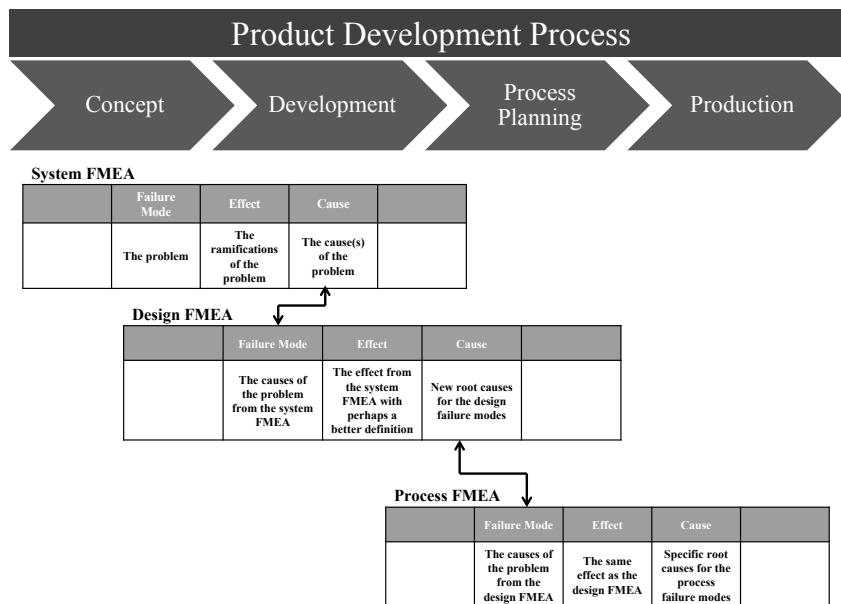 Product Development Process
Concept
Development
Process
Planning
Production
System FMEA
Failure
Mode
Effect
Cause
The problem
The
ramifications
of the
problem
The cause(s)
of the
problem
Design FMEA
Failure Mode
Effect
Cause
The causes of
the problem
from the system
FMEA
The effect from
the system
FMEA with
perhaps a
better definition
New root causes
for the design
failure modes
Process FMEA
Failure Mode
Effect
Cause
The causes of
the problem
from the
design FMEA
The same
effect as the
design FMEA
Specific root
causes for the
process
failure modes